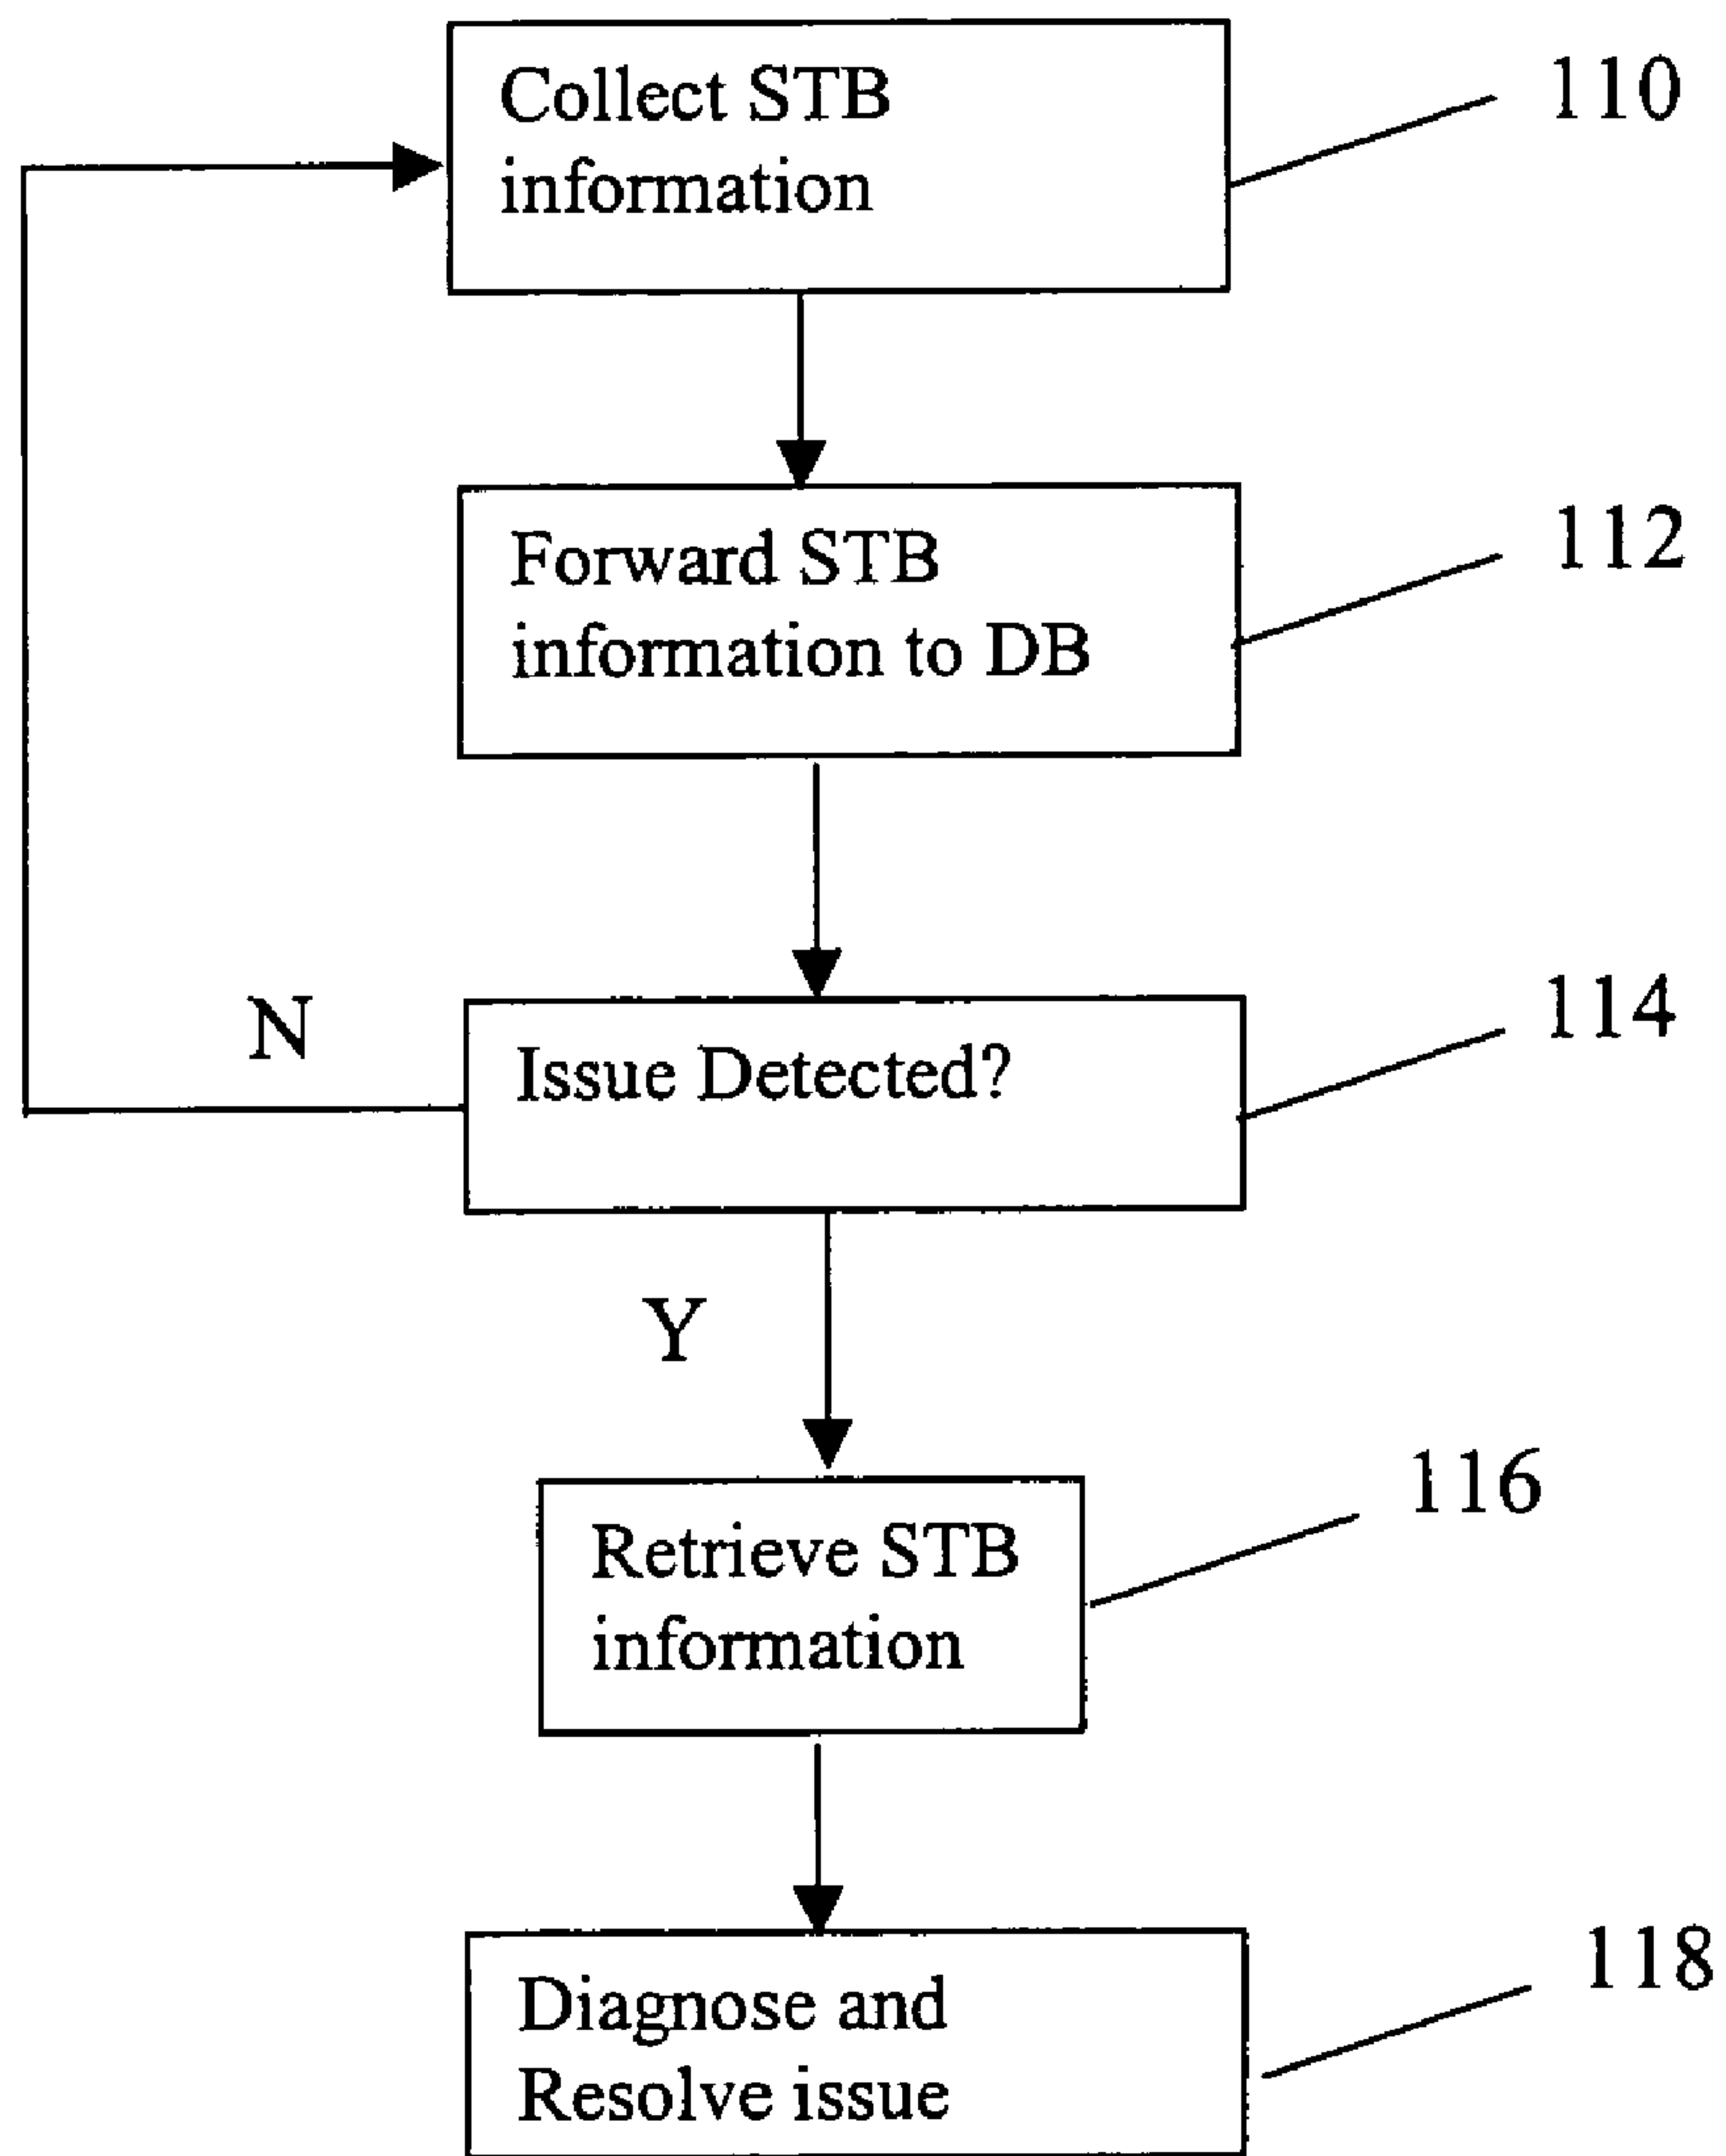 Collect STB
information
110
Forward STB
information to DB
112
N
Issue Detected?
114
Y
Retrieve STB
information
116
Diagnose and
Resolve issue
118